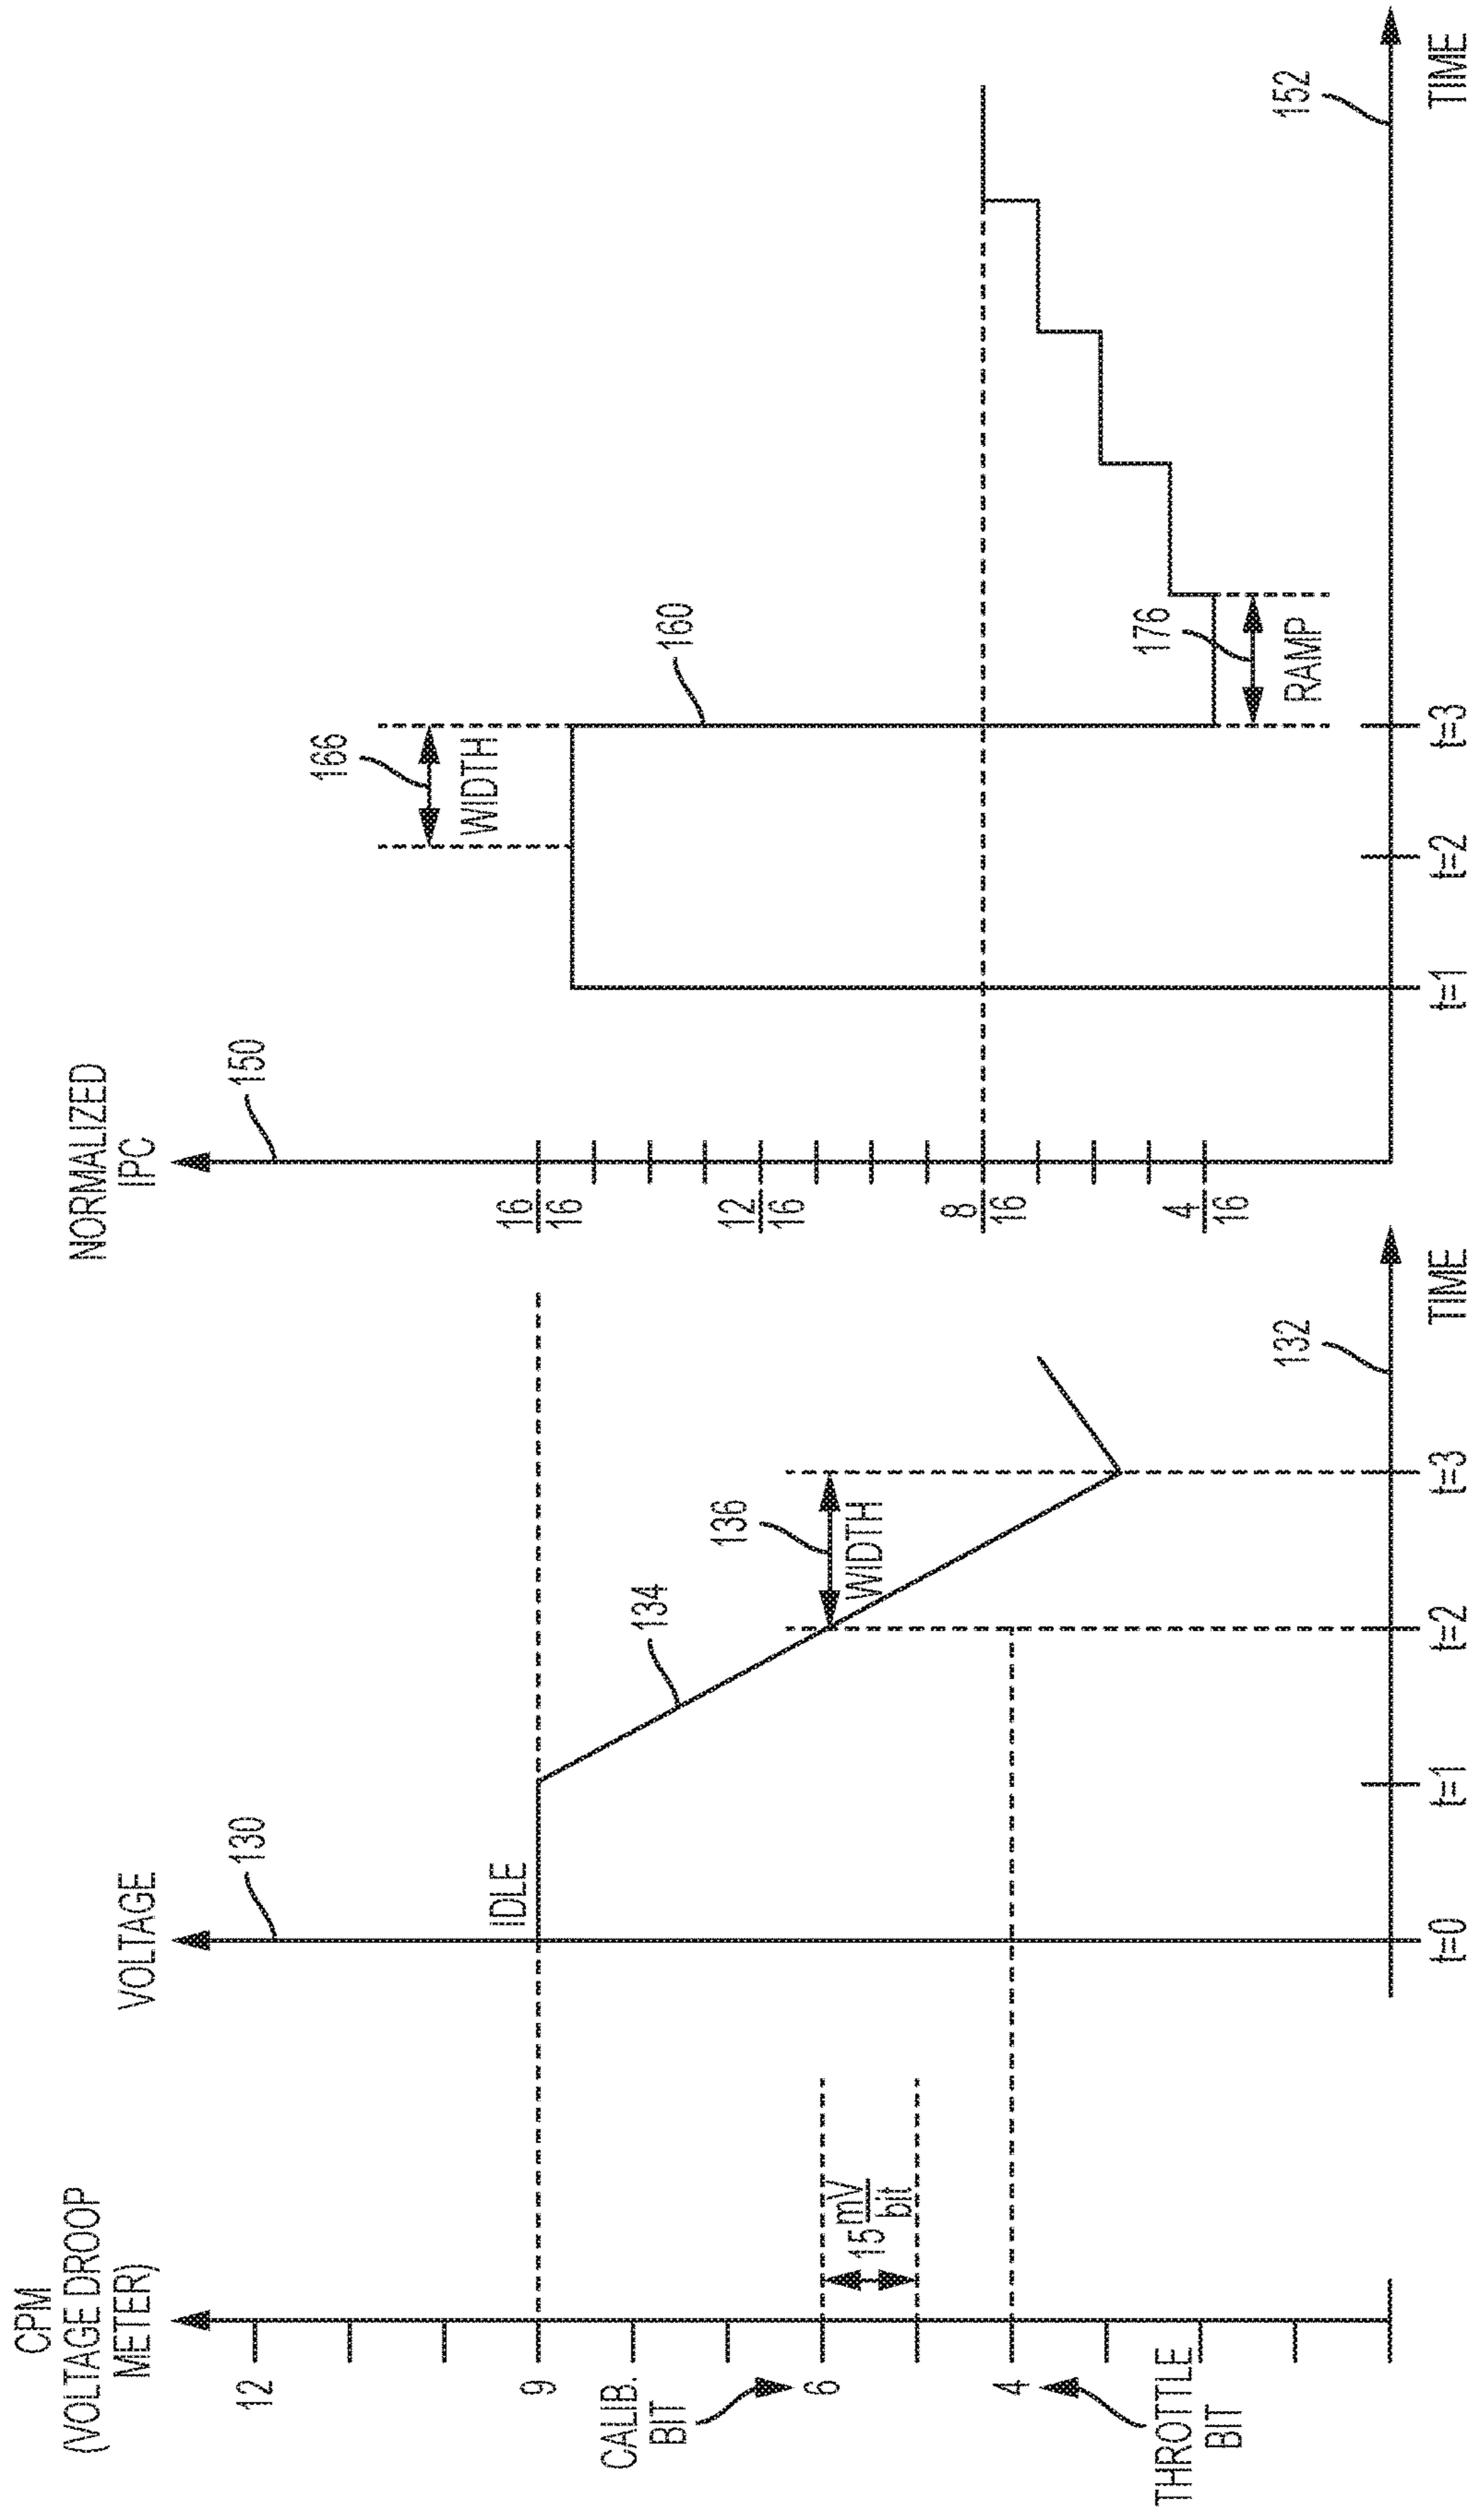 CPM
(VOLTAGE DROOP
METER)
12
9
CALIB.
BIT
6
15 mV
bit
4
THROTTLE
BIT
VOLTAGE
130
IDLE
134
136
WIDTH
132
t=0
t=1
t=2
t=3
TIME
NORMALIZED
IPC
150
16
16
12
16
8
16
4
16
166
WIDTH
160
176
RAMP
152
t=1
t=2
t=3
TIME